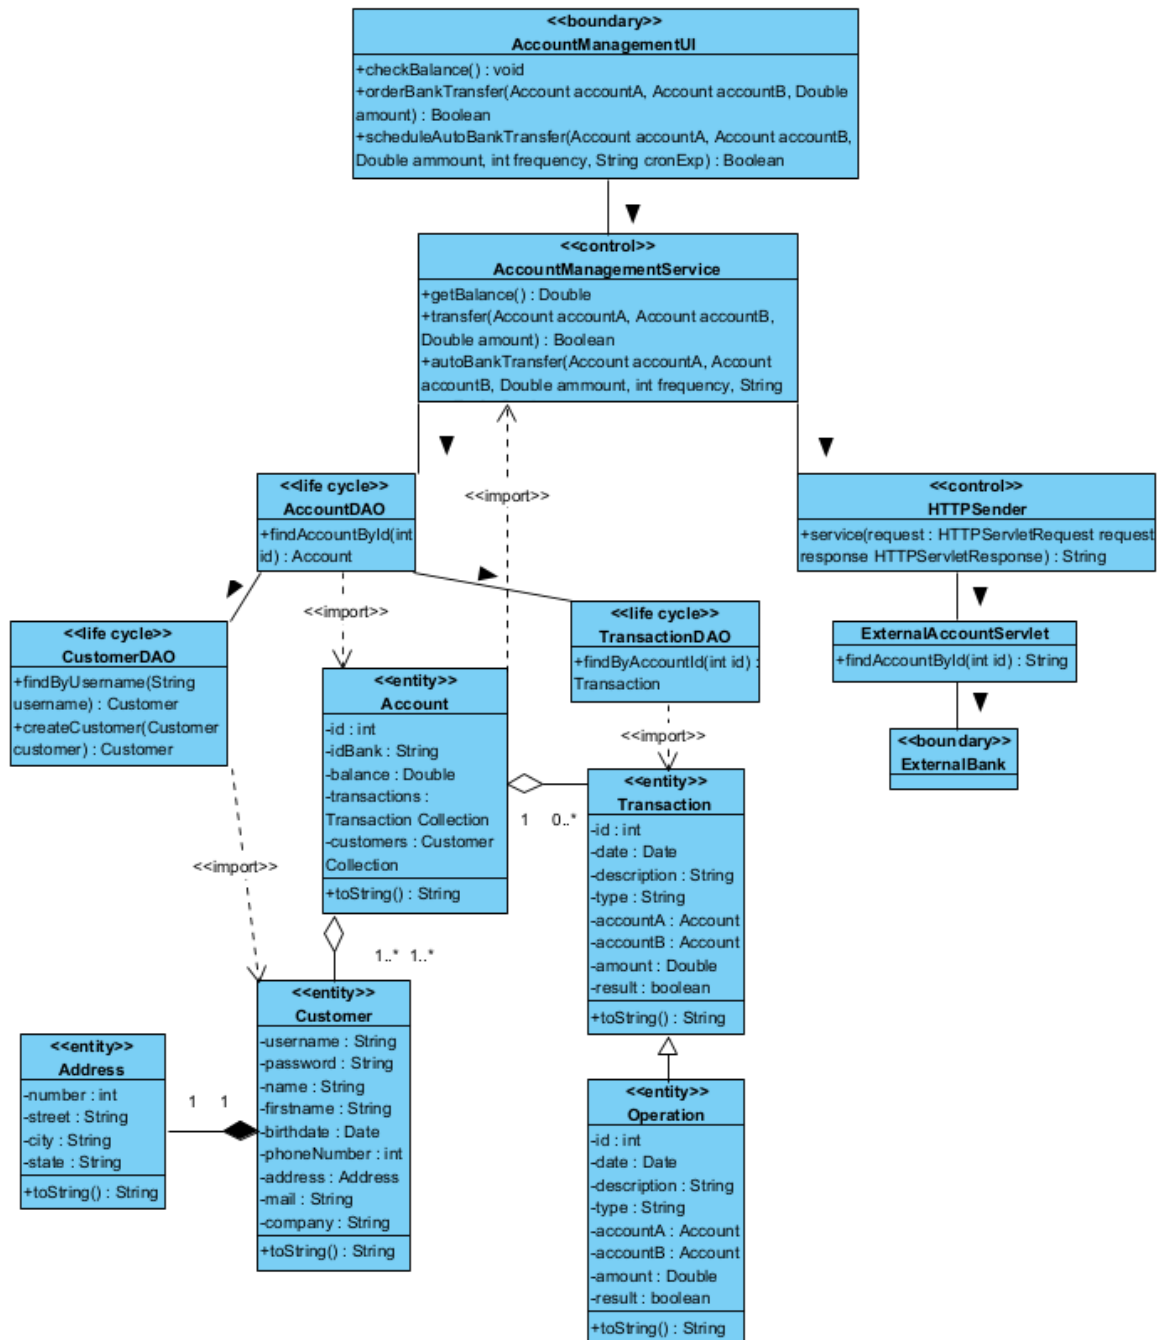 <<boundary>>
AccountManagementUI
+checkBalance() : void
+orderBankTransfer(Account accountA, Account accountB, Double
amount) : Boolean
+scheduleAutoBankTransfer(Account accountA, Account accountB,
Double ammount, int frequency, String cronExp) : Boolean
<<control>>
AccountManagementService
+getBalance() : Double
+transfer(Account accountA, Account accountB,
Double amount) : Boolean
+autoBankTransfer(Account accountA, Account
accountB, Double ammount, int frequency, String
<<life cycle>>
AccountDAO
+findAccountById(int
id) : Account
<<import>>
<<control>>
HTTPSender
+service(request : HTTPServletRequest request
response HTTPServletResponse) : String
<<import>>
<<life cycle>>
CustomerDAO
+findByUsername(String
username) : Customer
+createCustomer(Customer
customer) : Customer
<<life cycle>>
TransactionDAO
+findByAccountId(int id) :
Transaction
ExternalAccountServlet
+findAccountById(int id) : String
<<entity>>
Account
-id : int
-idBank : String
-balance : Double
-transactions :
Transaction Collection
-customers : Customer
Collection
+toString() : String
<<import>>
<<boundary>>
ExternalBank
1 0..*
<<entity>>
Transaction
-id : int
-date : Date
-description : String
-type : String
-accountA : Account
-accountB : Account
-amount : Double
-result : boolean
+toString() : String
<<import>>
1..* 1..*
<<entity>>
Customer
-username : String
-password : String
-name : String
-firstname : String
-birthdate : Date
-phoneNumber : int
-address : Address
-mail : String
-company : String
+toString() : String
<<entity>>
Address
-number : int
-street : String
-city : String
-state : String
+toString() : String
1 1
<<entity>>
Operation
-id : int
-date : Date
-description : String
-type : String
-accountA : Account
-accountB : Account
-amount : Double
-result : boolean
+toString() : String